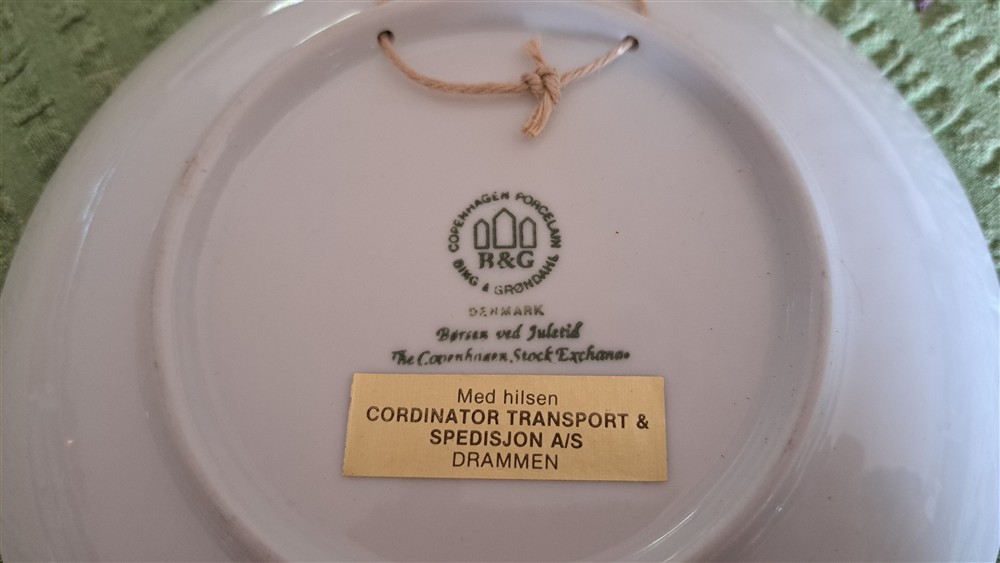 COPENHAGEN PORCELAIN
BING & GRØNDAHL
B&G
DENMARK
Børsen ved Juletid
The Copenhagen Stock Exchange
Med hilsen
CORDINATOR TRANSPORT &
SPEDISJON A/S
DRAMMEN